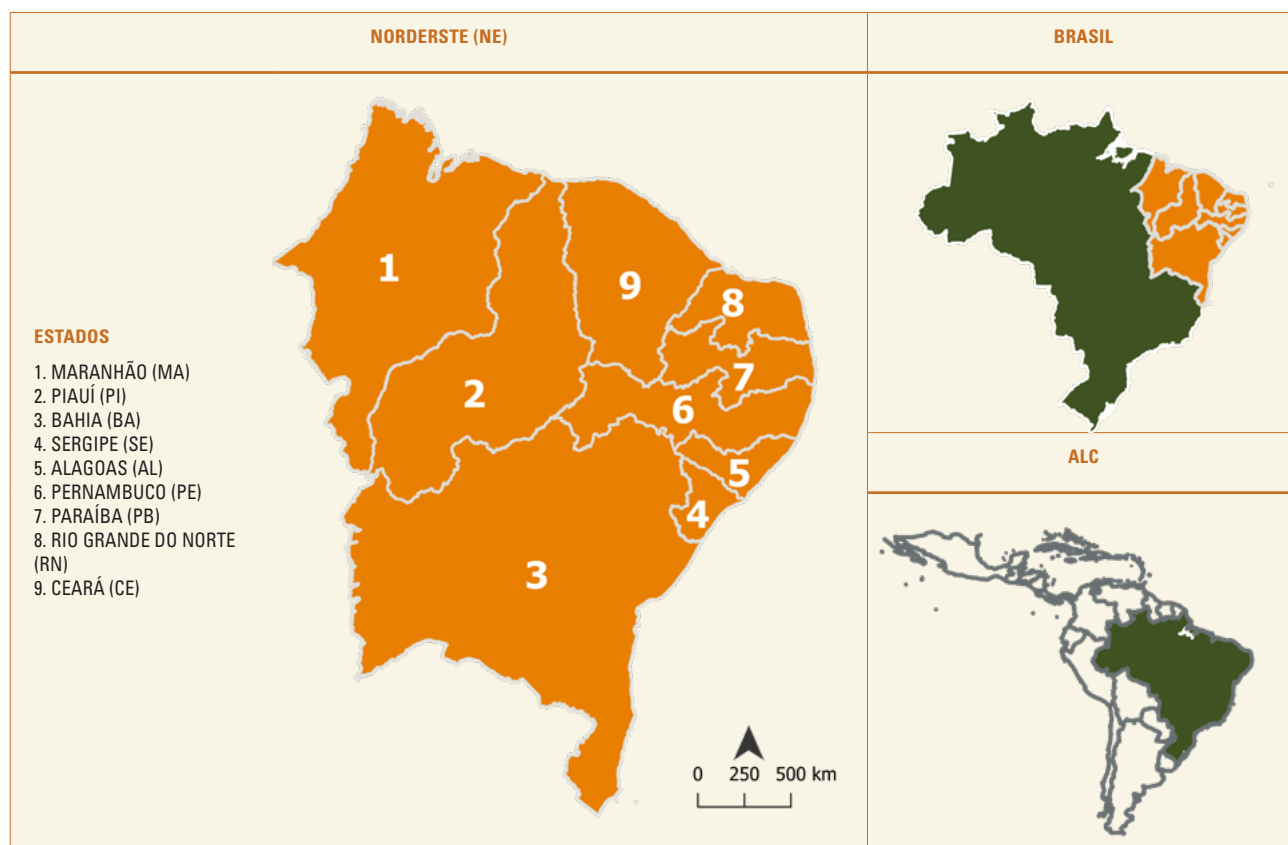 NORDERSTE (NE)
BRASIL
ESTADOS
1. MARANHÃO (MA)
2. PIAUÍ (PI)
3. BAHIA (BA)
4. SERGIPE (SE)
5. ALAGOAS (AL)
6. PERNAMBUCO (PE)
7. PARAÍBA (PB)
8. RIO GRANDE DO NORTE
(RN)
9. CEARÁ (CE)
1
9
8
7
2
6
5
4
3
0 250 500 km
ALC